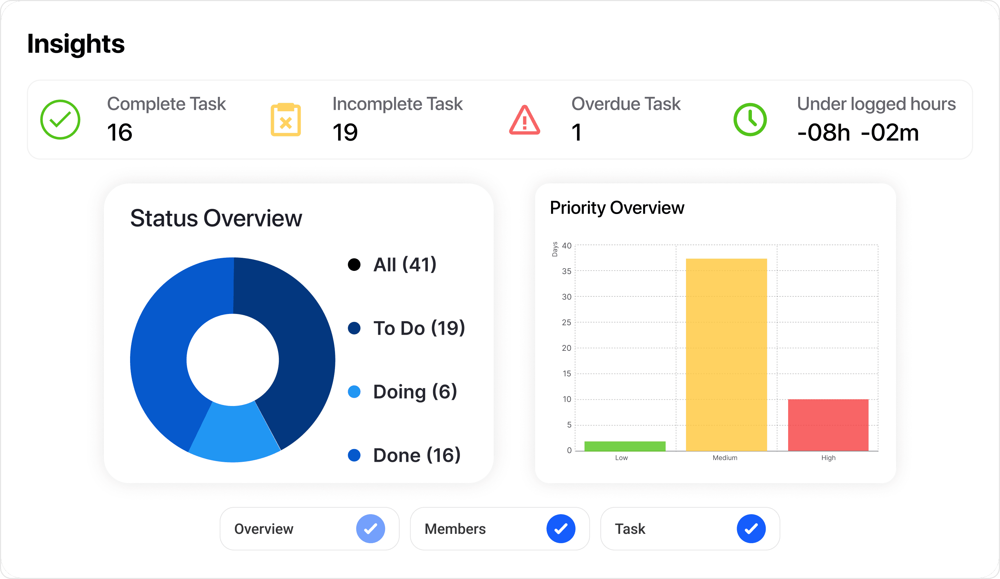 Insights
Complete Task
16
Incomplete Task
19
Overdue Task
1
Under logged hours
-08h -02m
Status Overview
All (41)
To Do (19)
Doing (6)
Done (16)
Priority Overview
Days
40
35
30
25
20
15
10
5
0
Low Medium High
Overview
Members
Task